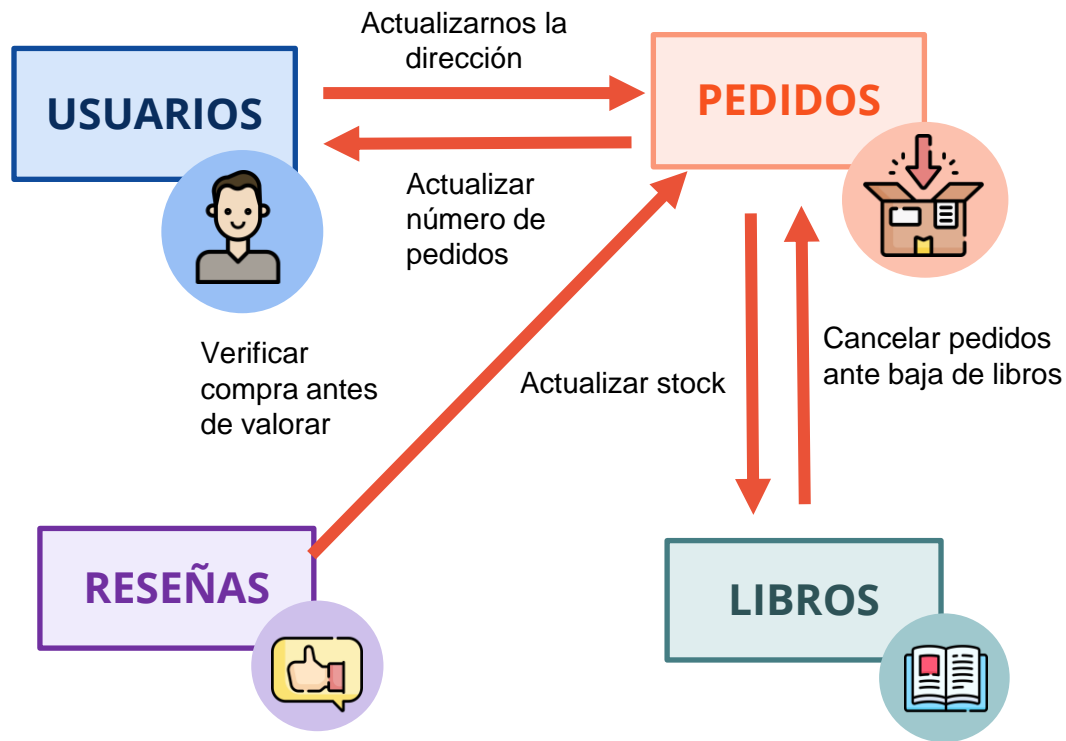 Actualizarnos la
dirección
USUARIOS
PEDIDOS
Actualizar
número de
pedidos
Verificar
compra antes
de valorar
Actualizar stock
Cancelar pedidos
ante baja de libros
RESEÑAS
LIBROS